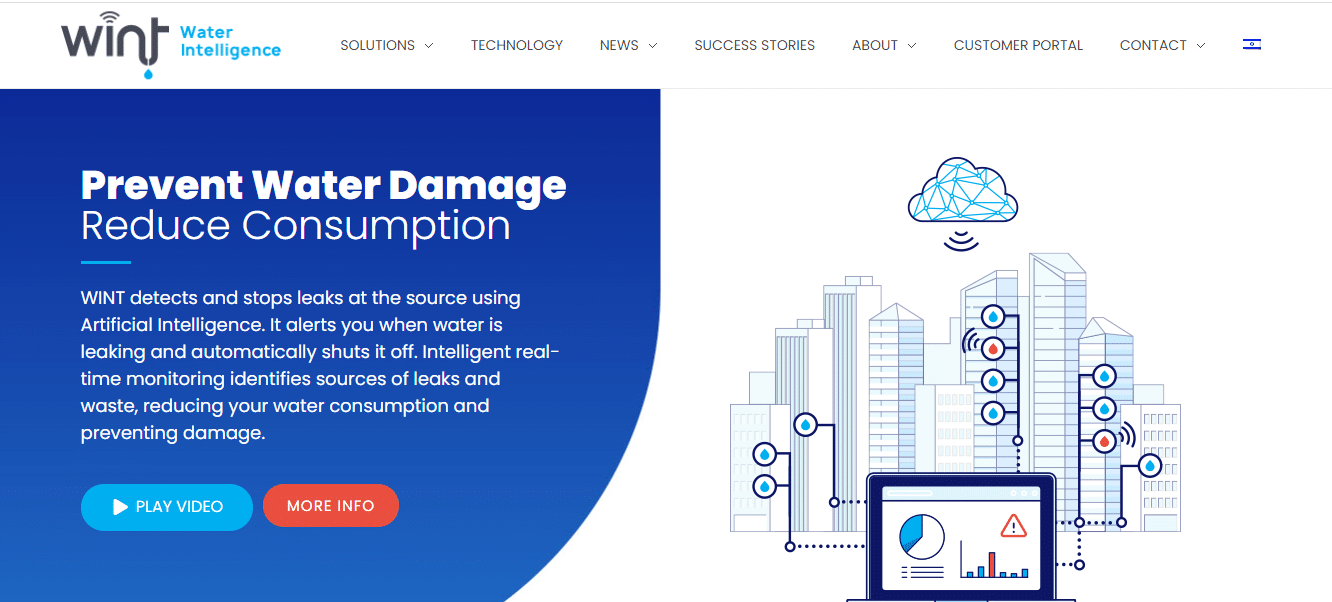 wint Water
Intelligence
SOLUTIONS TECHNOLOGY NEWS SUCCESS STORIES ABOUT CUSTOMER PORTAL CONTACT
Prevent Water Damage
Reduce Consumption
WINT detects and stops leaks at the source using
Artificial Intelligence. It alerts you when water is
leaking and automatically shuts it off. Intelligent real-
time monitoring identifies sources of leaks and
waste, reducing your water consumption and
preventing damage.
PLAY VIDEO MORE INFO